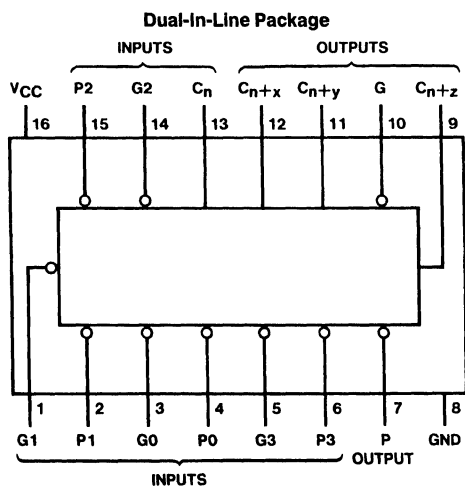 Dual-In-Line Package
INPUTS OUTPUTS
VCC P2 G2 Cn Cn+x Cn+y G Cn+z
16 15 14 13 12 11 10 9
1 2 3 4 5 6 7 8
G1 P1 G0 P0 G3 P3 P GND
INPUTS OUTPUT